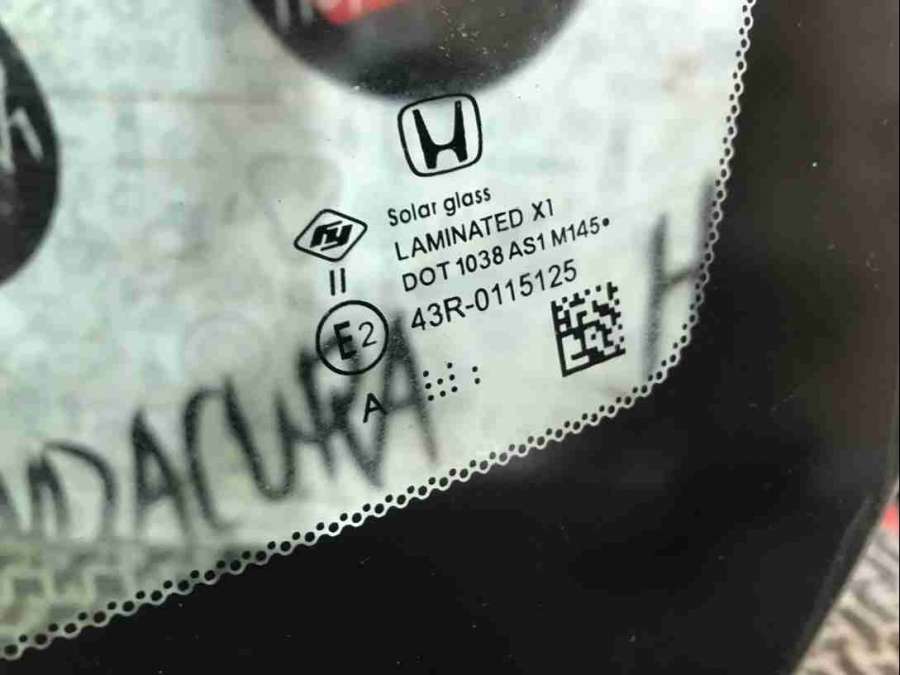 Solar glass
LAMINATED X1
DOT 1038 AS1 M145•
II
43R-0115125
E2
A
ACURA
H